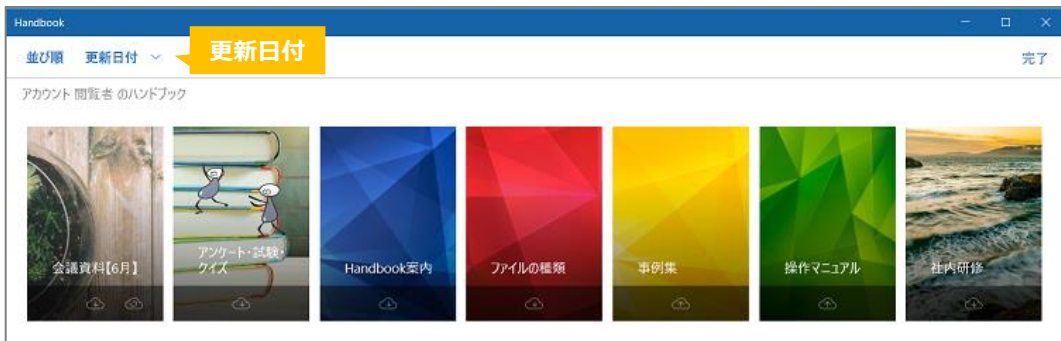 Handbook
並び順 更新日付 更新日付 完了
アカウント 閲覧者 のハンドブック
会議資料【6月】
アンケート・試験・
クイズ
Handbook案内
ファイルの種類
事例集
操作マニュアル
社内研修